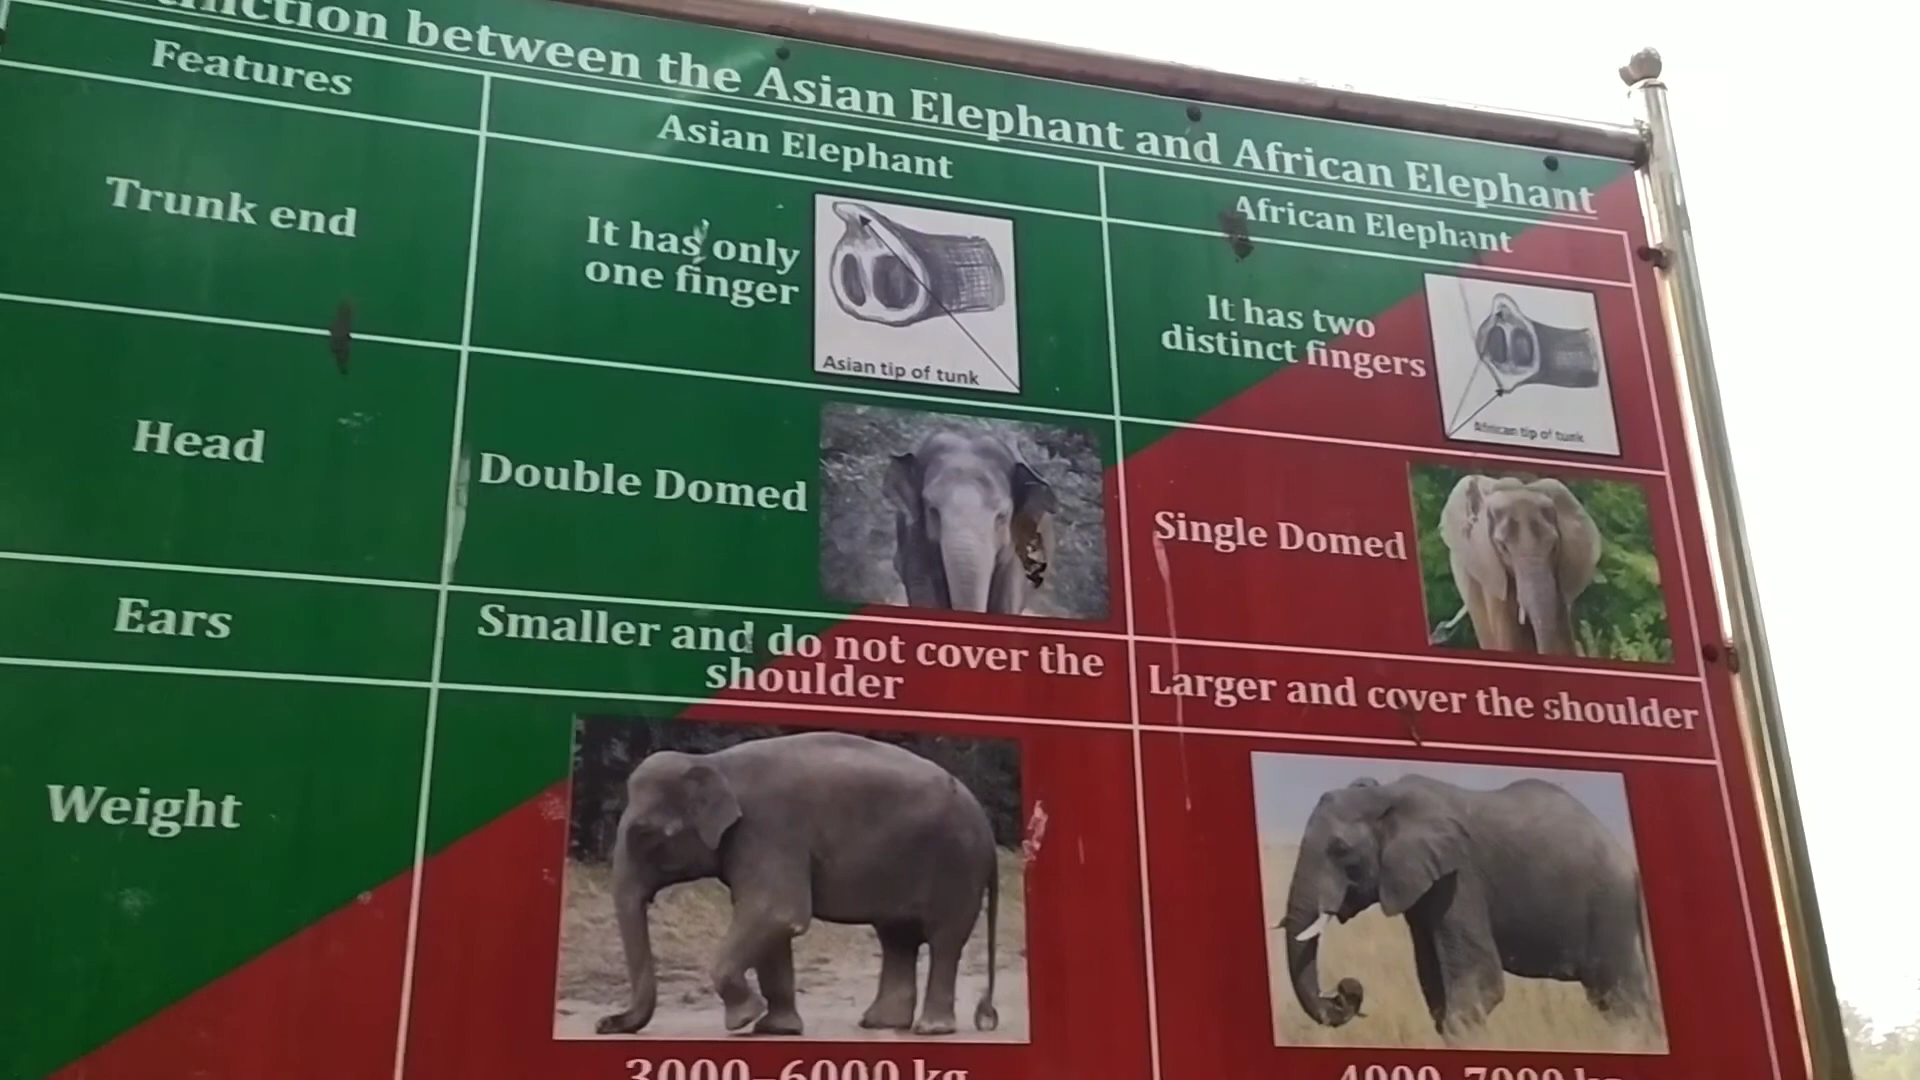 between the Asian Elephant and African Elephant
Features
Asian Elephant
African Elephant
Trunk end
It has only
one finger
Asian tip of tunk
It has two
distinct fingers
African tip of tunk
Head
Double Domed
Single Domed
Ears
Smaller and do not cover the
shoulder
Larger and cover the shoulder
Weight
3000-6000 kg
4000-7000 kg